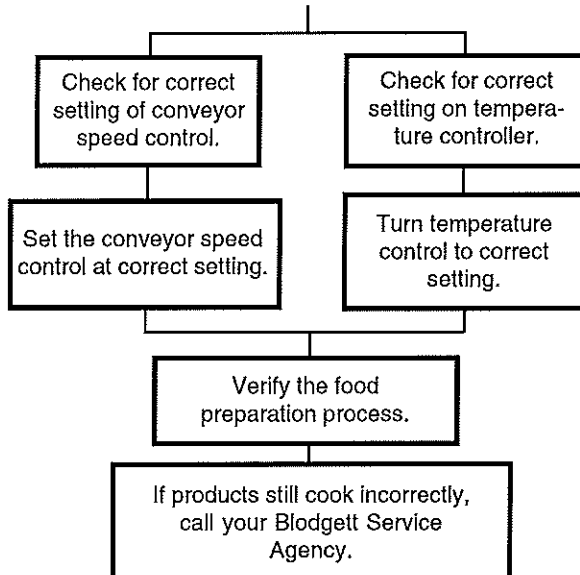 Check for correct
setting of conveyor
speed control.
Check for correct
setting on tempera-
ture controller.
Set the conveyor speed
control at correct setting.
Turn temperature
control to correct
setting.
Verify the food
preparation process.
If products still cook incorrectly,
call your Blodgett Service
Agency.